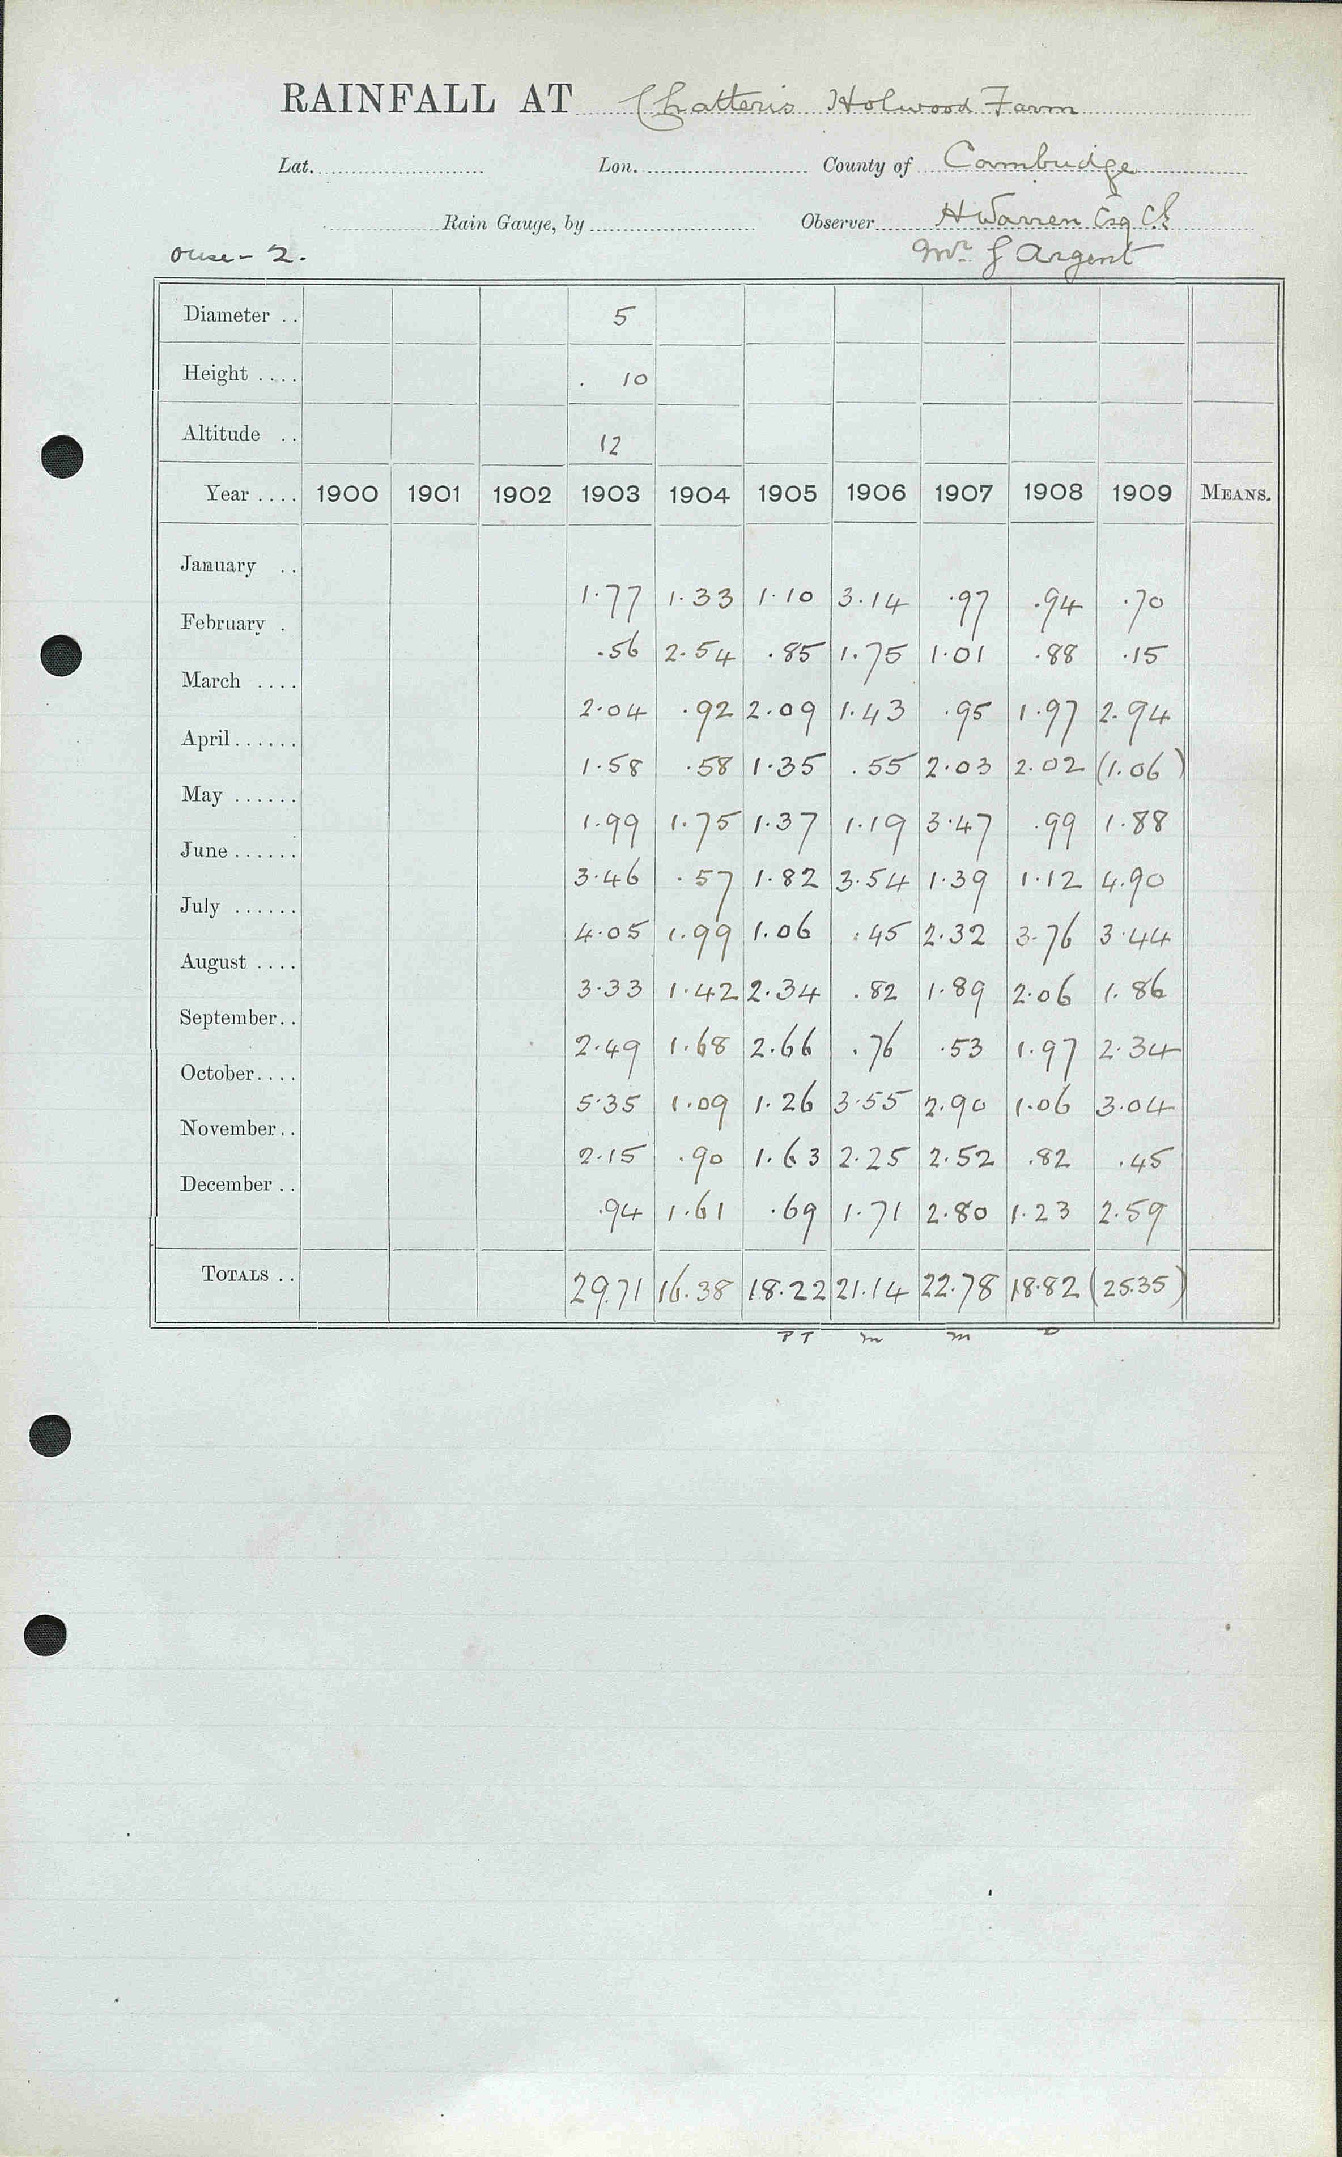 RAINFALL AT Chatteris Holwood Farm
Lat. Lon. County of Cambridge
Rain Gauge, by Observer H Warren Esq C.E
Ouse - 2. Mr. J Argent
Diameter .. 5
Height .... 10
Altitude .. 12
Year .... 1900 1901 1902 1903 1904 1905 1906 1907 1908 1909 MEANS.
January .. 1.77 1.33 1.10 3.14 .97 .94 .70
February . .56 2.54 .85 1.75 1.01 .88 .15
March .... 2.04 .92 2.09 1.43 .95 1.97 2.94
April ...... 1.58 .58 1.35 .55 2.03 2.02 (1.06)
May ...... 1.99 1.75 1.37 1.19 3.47 .99 1.88
June ...... 3.46 .57 1.82 3.54 1.39 1.12 4.90
July ...... 4.05 1.99 1.06 .45 2.32 3.76 3.44
August .... 3.33 1.42 2.34 .82 1.89 2.06 1.86
September .. 2.49 1.68 2.66 .76 .53 1.97 2.34
October .... 5.35 1.09 1.26 3.55 2.90 1.06 3.04
November .. 2.15 .90 1.63 2.25 2.52 .82 .45
December .. .94 1.61 .69 1.71 2.80 1.23 2.59
TOTALS .. 29.71 16.38 18.22 21.14 22.78 18.82 (25.35)
PT m m D